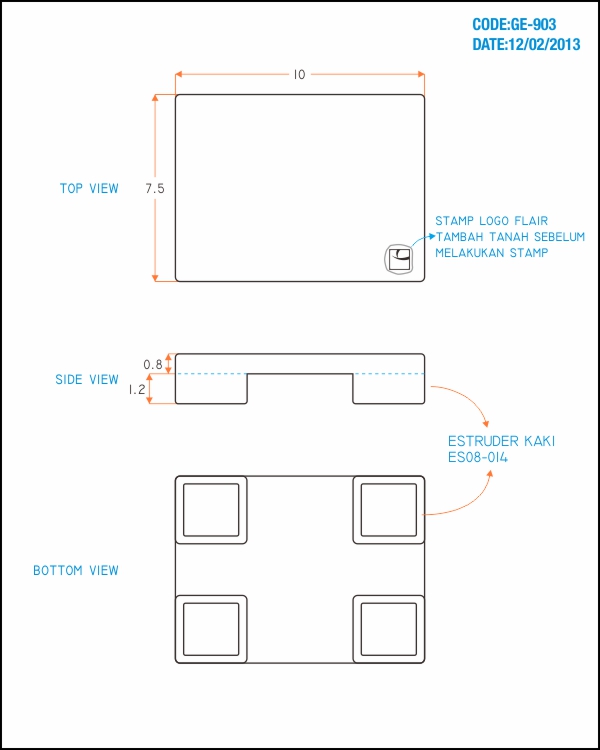 CODE:GE-903
DATE:12/02/2013
10
TOP VIEW
7.5
STAMP LOGO FLAIR
TAMBAH TANAH SEBELUM
MELAKUKAN STAMP
0.8
SIDE VIEW
1.2
ESTRUDER KAKI
ES08-014
BOTTOM VIEW